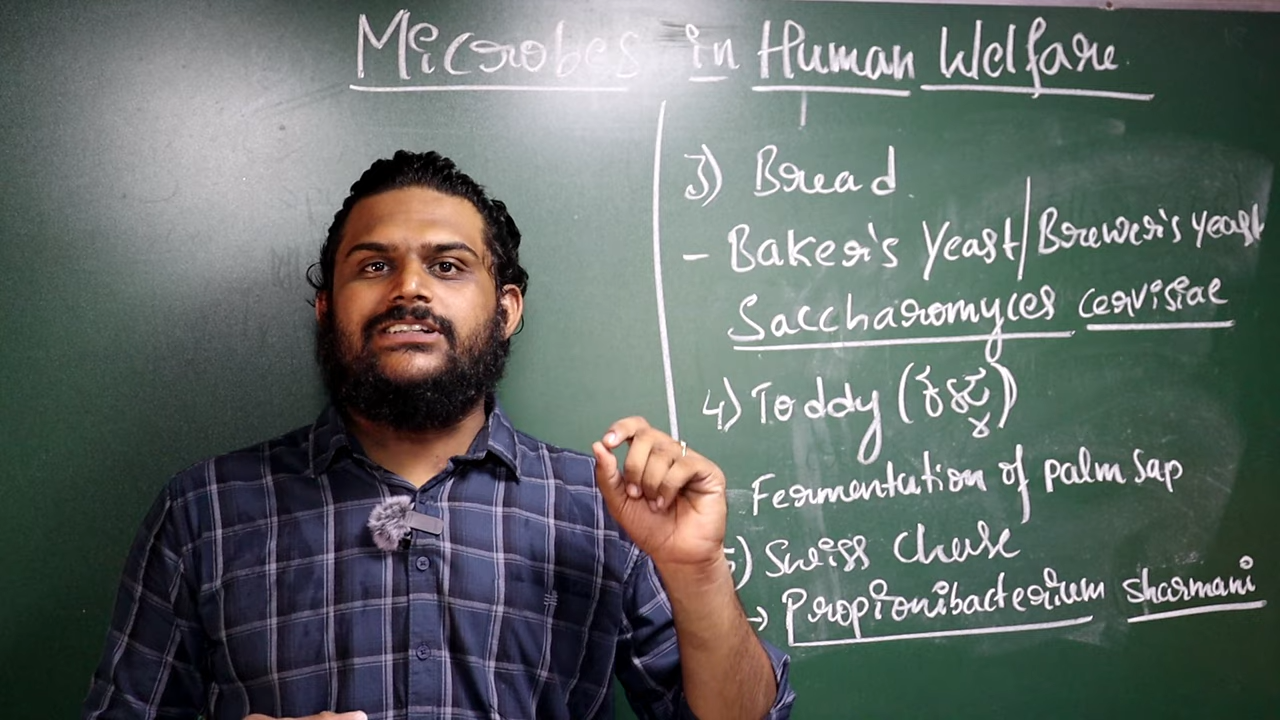 Microbes in Human Welfare
3) Bread
- Baker's Yeast/Brewer's yeast
Saccharomyces cervisiae
4) Toddy ( )
Fermentation of palm sap
5) Swiss Cheese
→ Propionibacterium sharmani